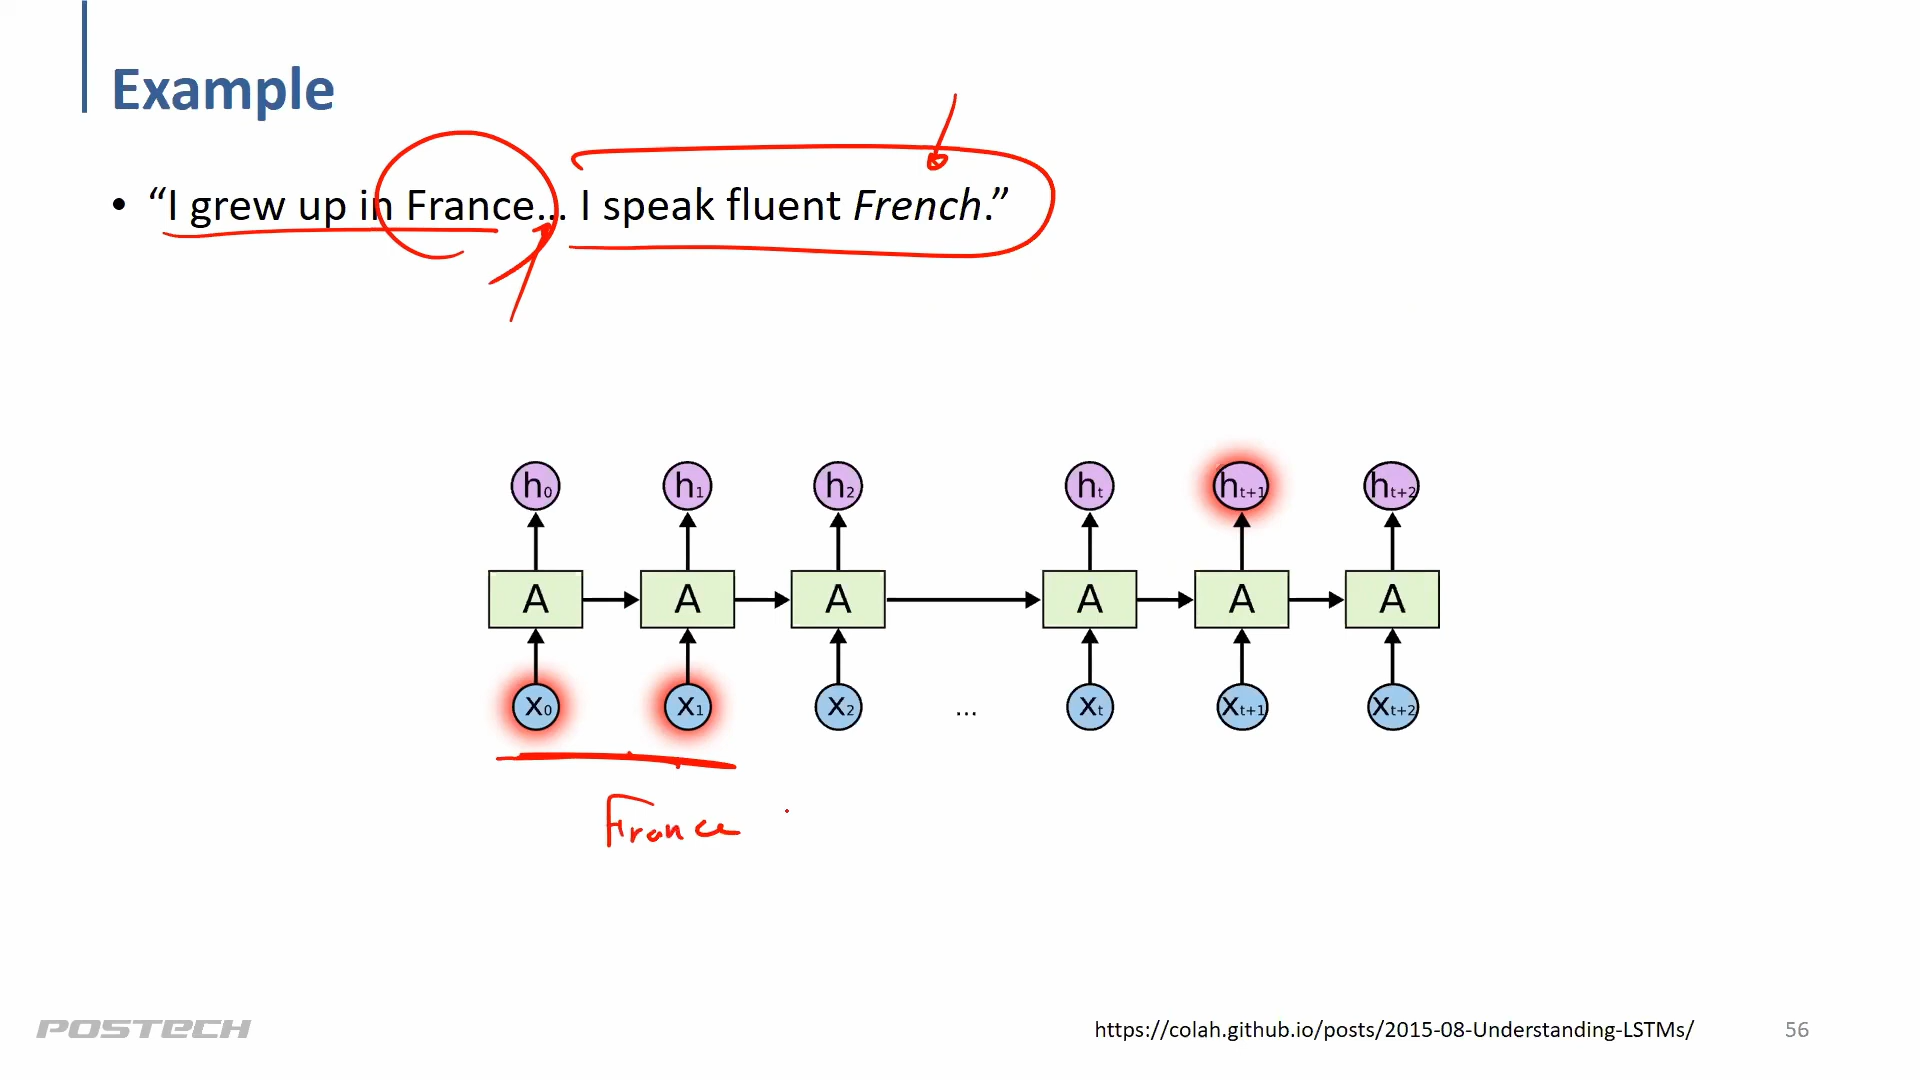 Example
• “I grew up in France… I speak fluent French.”
h0 h1 h2 ht ht+1 ht+2
A A A A A A
x0 x1 x2 ... xt xt+1 xt+2
France
POSTECH
https://colah.github.io/posts/2015-08-Understanding-LSTMs/
56